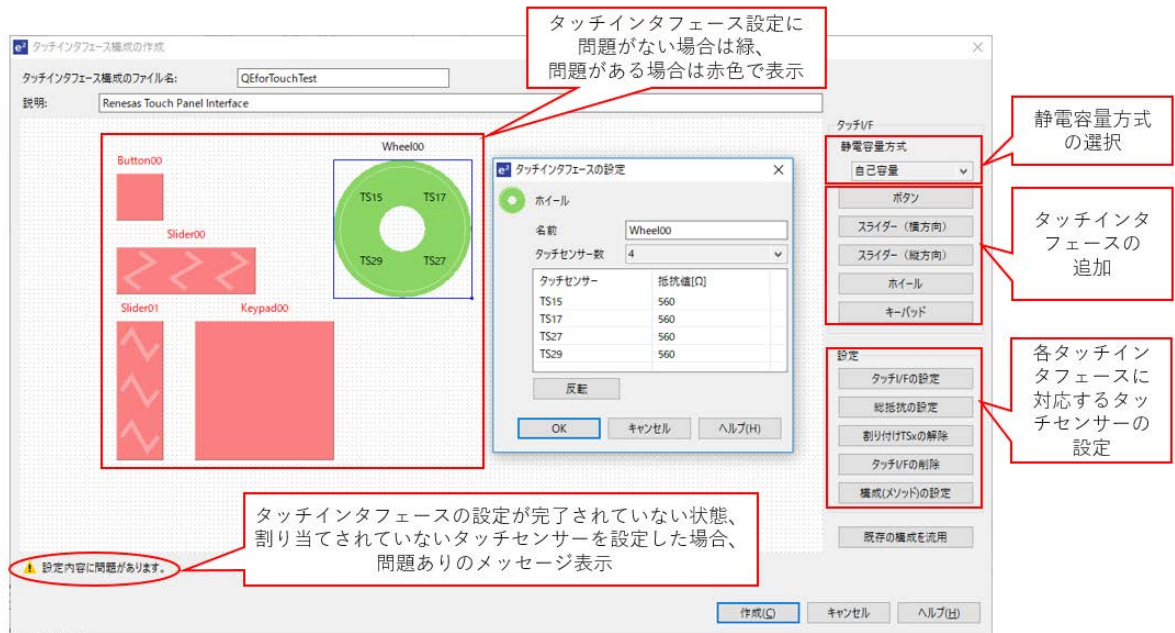 タッチインタフェース設定に
問題がない場合は緑、
問題がある場合は赤色で表示
e² タッチインタフェース構成の作成
タッチインタフェース構成のファイル名: QEforTouchTest
説明: Renesas Touch Panel Interface
Button00
Slider00
Slider01
Keypad00
Wheel00
TS15 TS17
TS29 TS27
e² タッチインタフェースの設定
ホイール
名前 Wheel00
タッチセンサー数 4
タッチセンサー 抵抗値[Ω]
TS15 560
TS17 560
TS27 560
TS29 560
反転
OK キャンセル ヘルプ(H)
タッチI/F
静電容量方式
自己容量
ボタン
スライダー（横方向）
スライダー（縦方向）
ホイール
キーパッド
設定
タッチI/Fの設定
総抵抗の設定
割り付けTSxの解除
タッチI/Fの削除
構成(メソッド)の設定
既存の構成を流用
静電容量方式
の選択
タッチインタ
フェースの
追加
各タッチイン
タフェースに
対応するタッ
チセンサーの
設定
タッチインタフェースの設定が完了されていない状態、
割り当てされていないタッチセンサーを設定した場合、
問題ありのメッセージ表示
設定内容に問題があります。
作成(C) キャンセル ヘルプ(H)